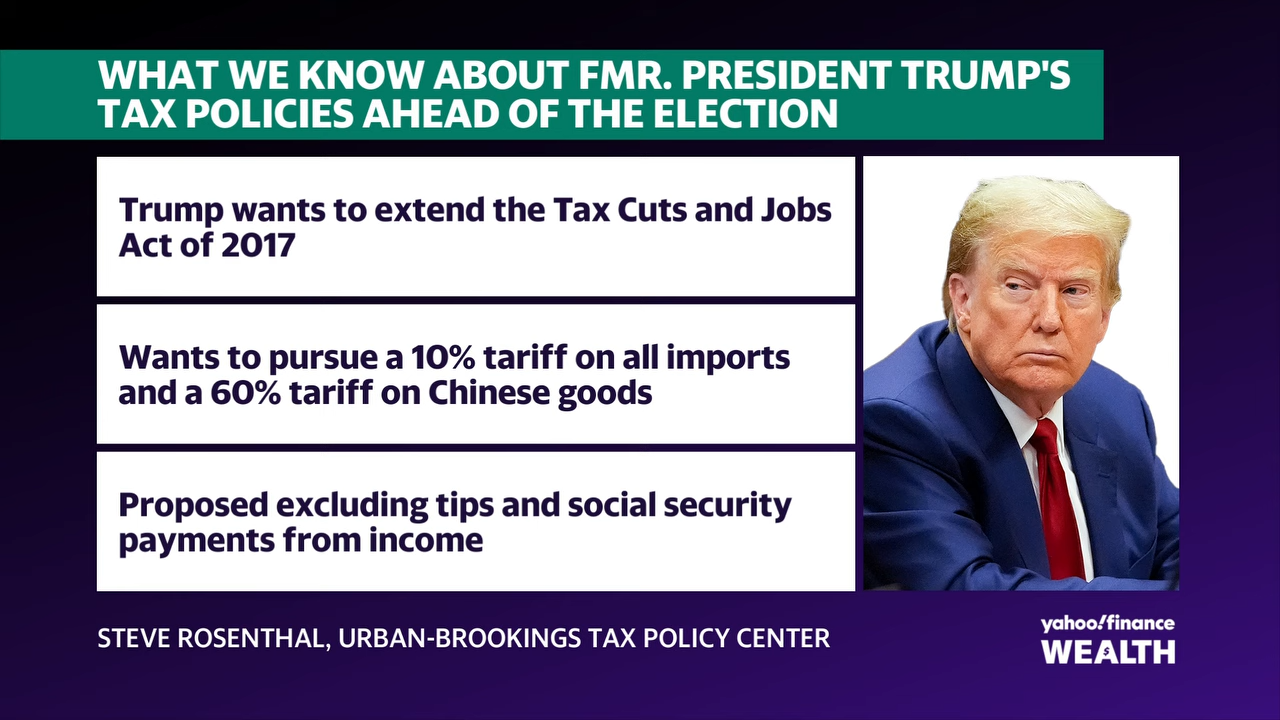 WHAT WE KNOW ABOUT FMR. PRESIDENT TRUMP'S
TAX POLICIES AHEAD OF THE ELECTION
Trump wants to extend the Tax Cuts and Jobs
Act of 2017
Wants to pursue a 10% tariff on all imports
and a 60% tariff on Chinese goods
Proposed excluding tips and social security
payments from income
STEVE ROSENTHAL, URBAN-BROOKINGS TAX POLICY CENTER
yahoo!finance
WEALTH